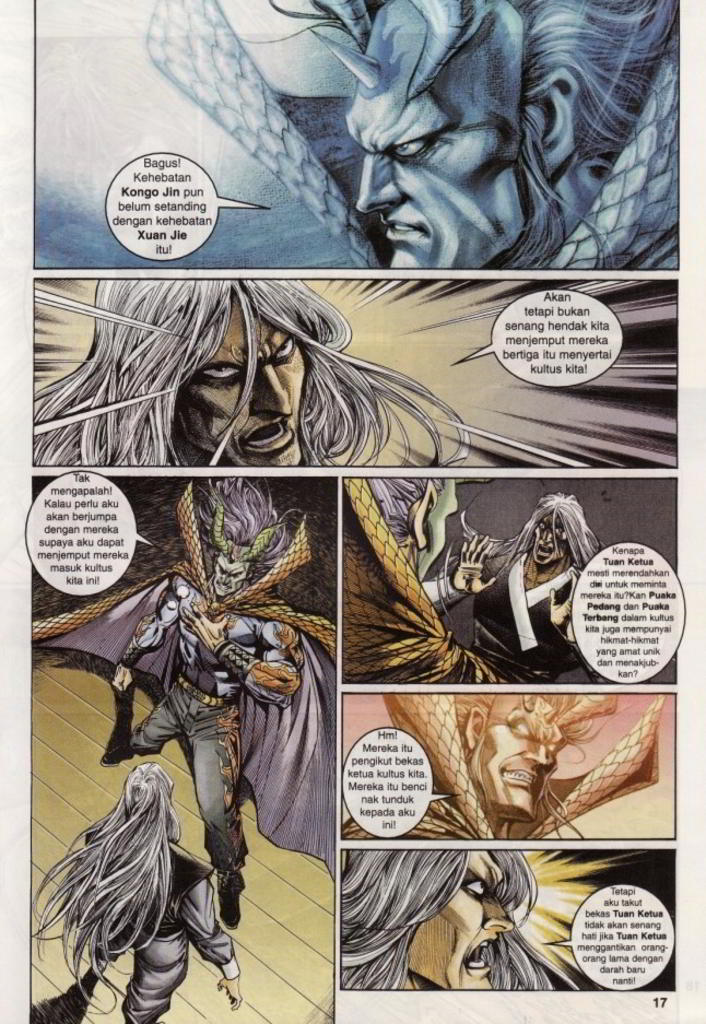 Bagus!
Kehebatan
Kongo Jin pun
belum setanding
dengan kehebatan
Xuan Jie
itu!
Akan
tetapi bukan
senang hendak kita
menjemput mereka
bertiga itu menyertai
kultus kita!
Tak
mengapalah!
Kalau perlu aku
akan berjumpa
dengan mereka
supaya aku dapat
menjemput mereka
masuk kultus
kita ini!
Kenapa
Tuan Ketua
mesti merendahkan
diri untuk meminta
mereka itu?Kan Puaka
Pedang dan Puaka
Terbang dalam kultus
kita juga mempunyai
hikmat-hikmat
yang amat unik
dan menakjub-
kan?
Hm!
Mereka itu
pengikut bekas
ketua kultus kita.
Mereka itu benci
nak tunduk
kepada aku
ini!
Tetapi
aku takut
bekas Tuan Ketua
tidak akan senang
hati jika Tuan Ketua
menggantikan orang-
orang lama dengan
darah baru
nanti!
17